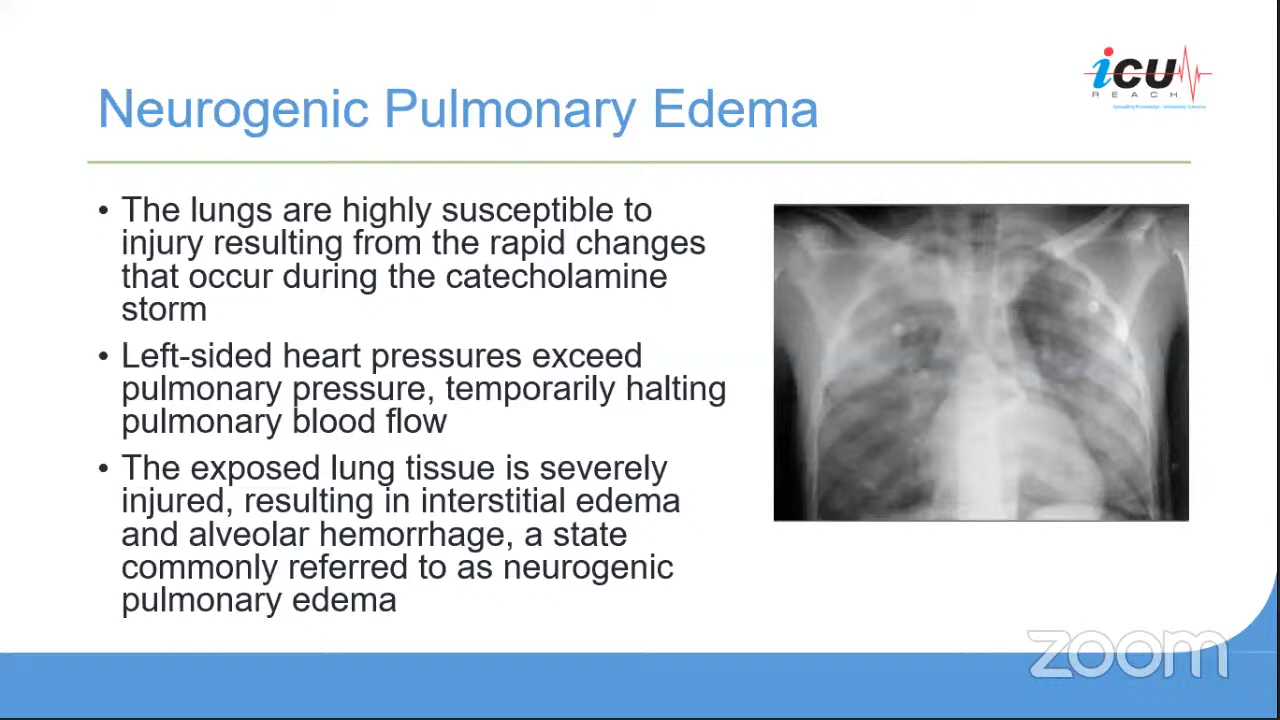 iCU
REACH
Neurogenic Pulmonary Edema
• The lungs are highly susceptible to
injury resulting from the rapid changes
that occur during the catecholamine
storm
• Left-sided heart pressures exceed
pulmonary pressure, temporarily halting
pulmonary blood flow
• The exposed lung tissue is severely
injured, resulting in interstitial edema
and alveolar hemorrhage, a state
commonly referred to as neurogenic
pulmonary edema
zoom